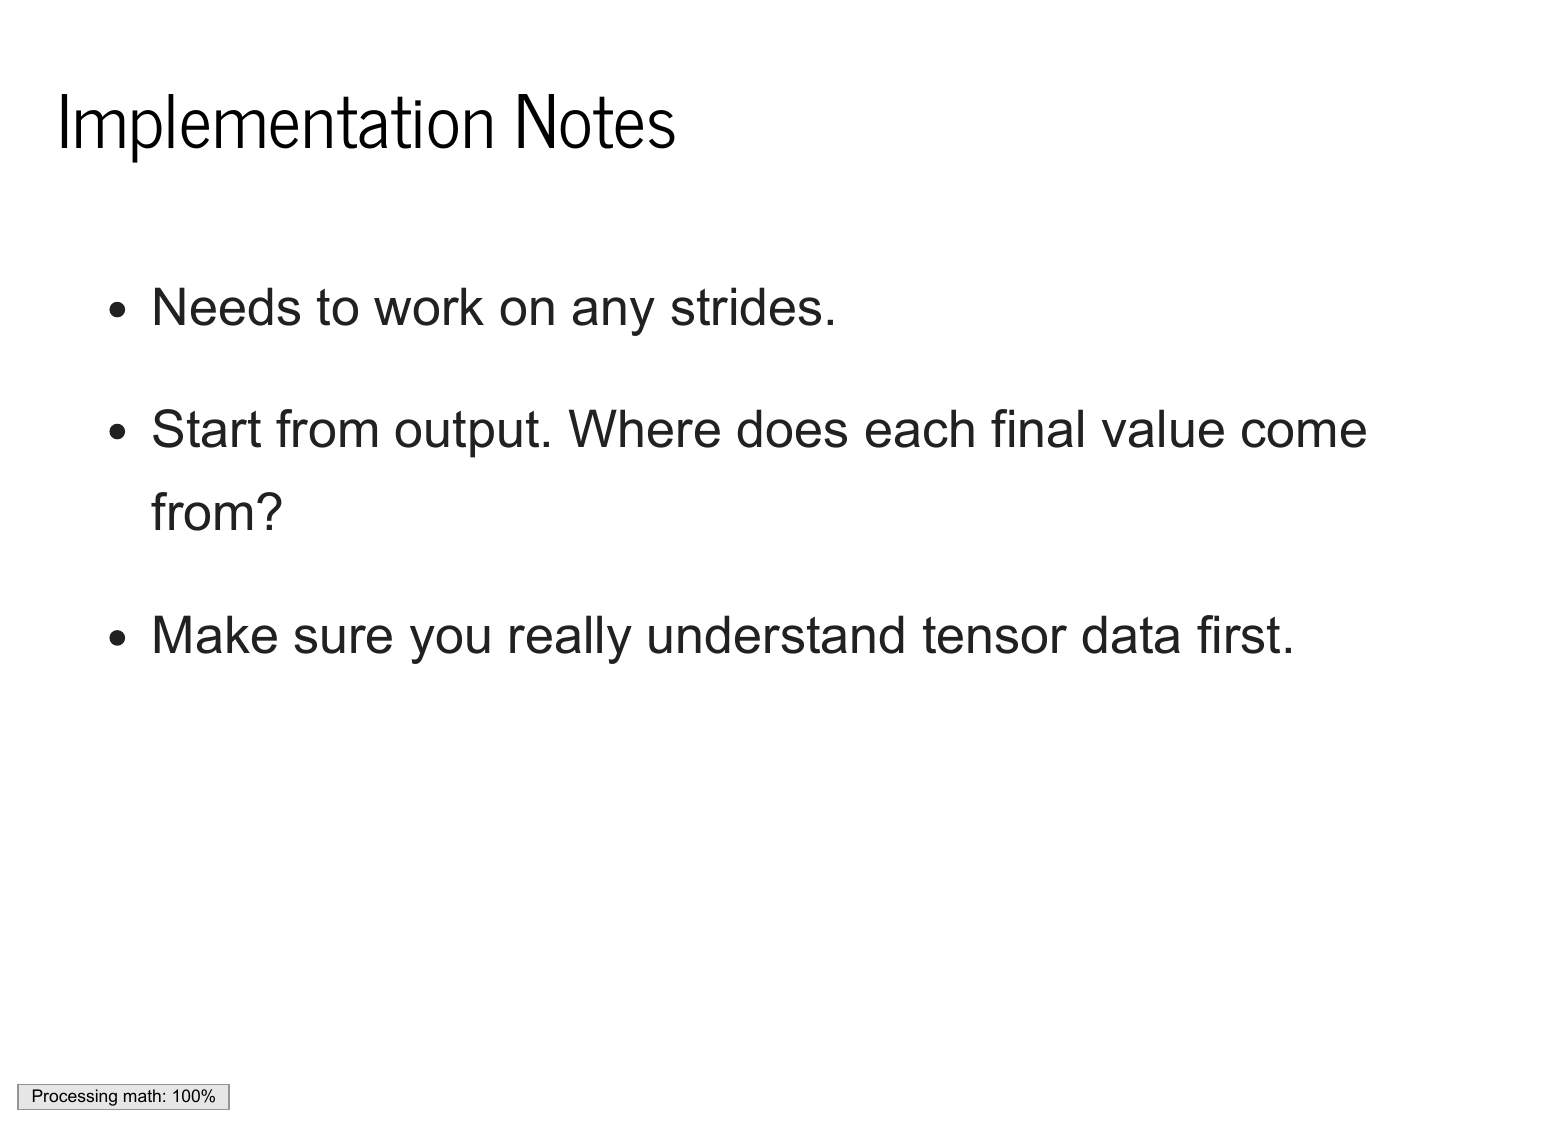 Implementation Notes
• Needs to work on any strides.
• Start from output. Where does each final value come
from?
• Make sure you really understand tensor data first.
Processing math: 100%